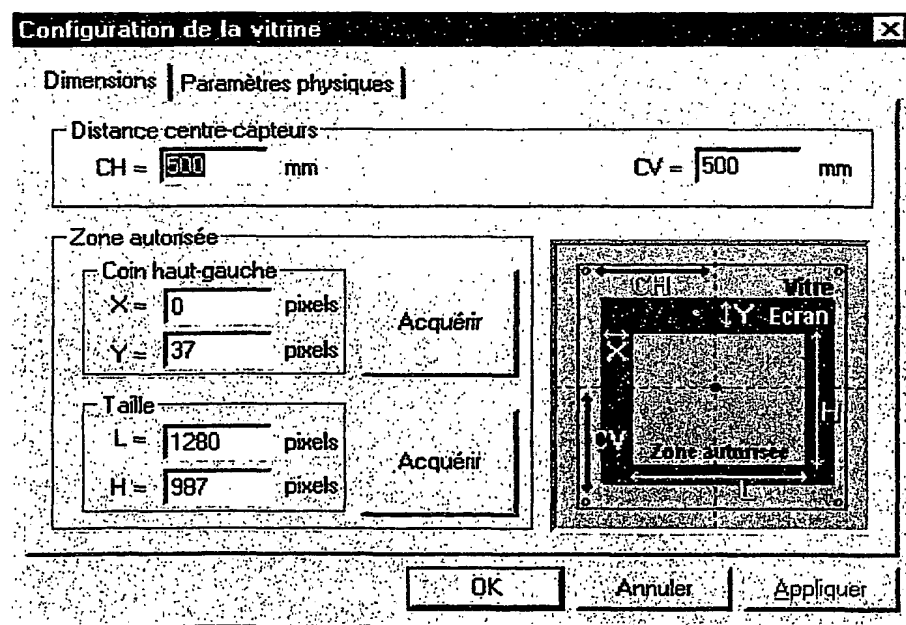 Configuration de la vitrine
Dimensions
Paramètres physiques
Distance centre-capteurs
CH = 500 mm
CV = 500 mm
Zone autorisée
Coin haut-gauche
X = 0 pixels
Y = 37 pixels
Acquérir
Taille
L = 1280 pixels
H = 987 pixels
Acquérir
CH
Vitre
Y Ecran
X
H
CV
Zone autorisée
L
OK
Annuler
Appliquer